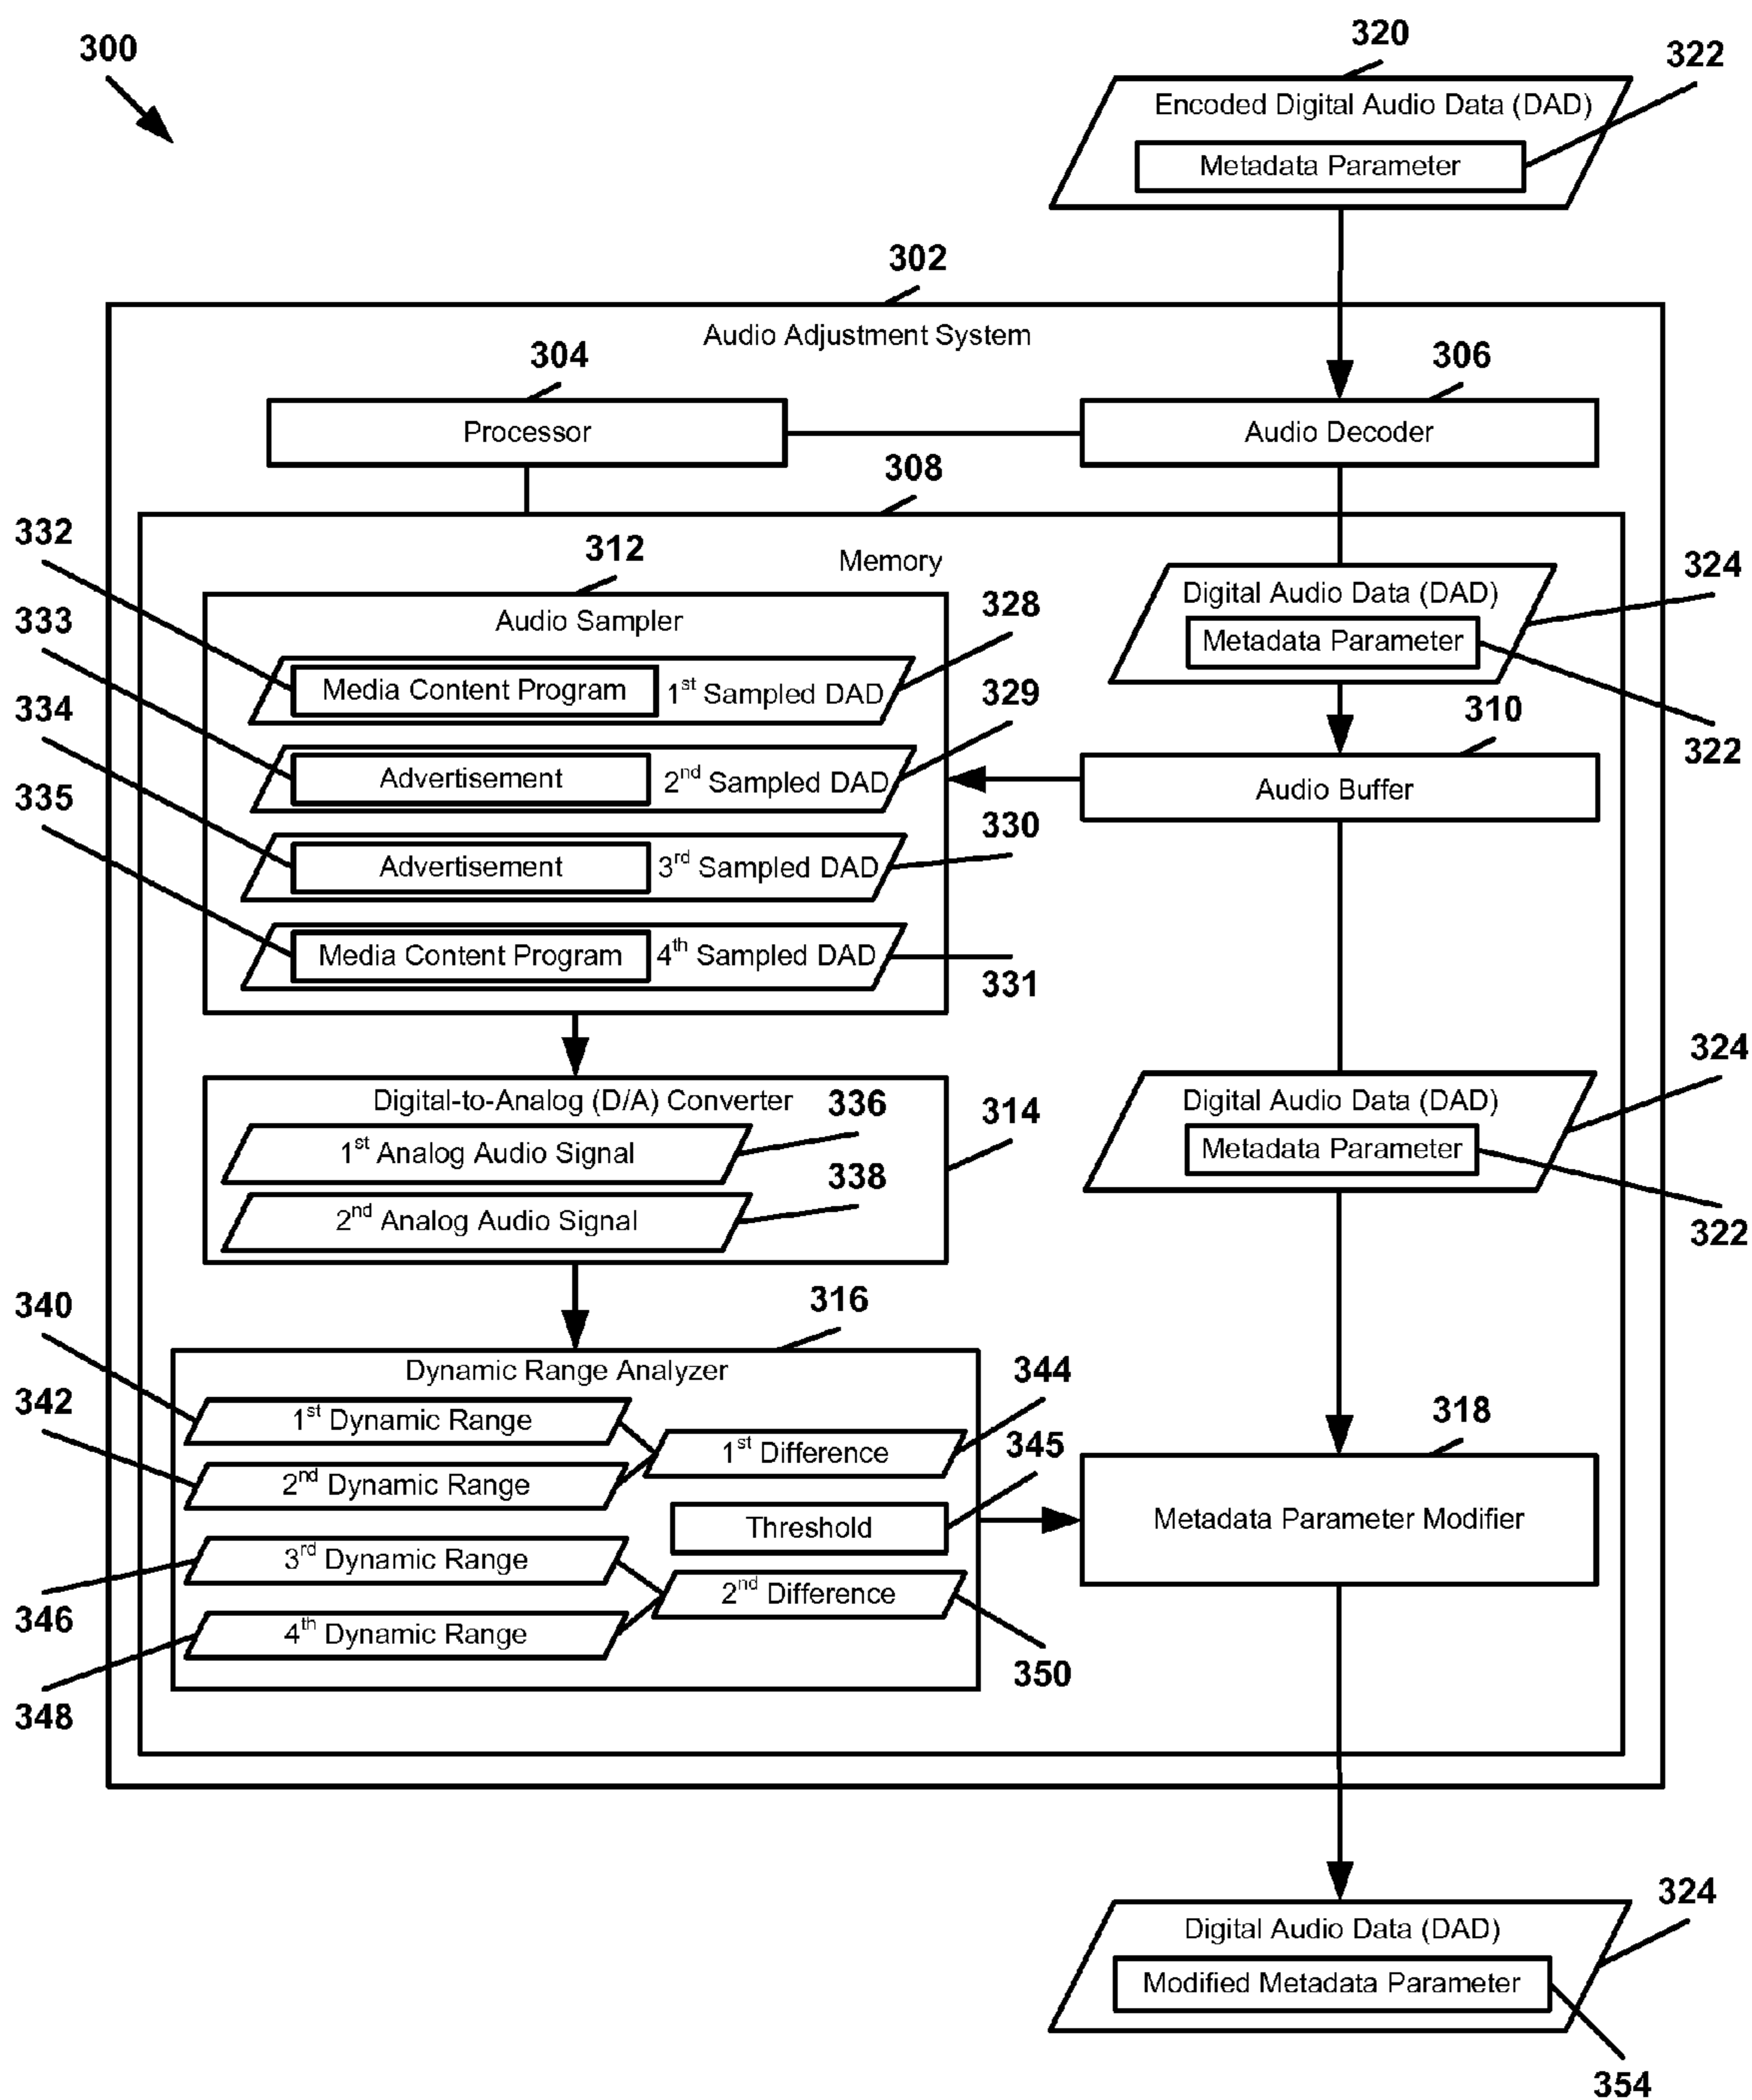 300
320
322
Encoded Digital Audio Data (DAD)
Metadata Parameter
302
Audio Adjustment System
304
306
Processor
Audio Decoder
308
332
312
Memory
324
333
Audio Sampler
328
Digital Audio Data (DAD)
Metadata Parameter
Media Content Program 1st Sampled DAD
329
334
310
322
Advertisement 2nd Sampled DAD
335
Audio Buffer
330
Advertisement 3rd Sampled DAD
Media Content Program 4th Sampled DAD
331
324
Digital-to-Analog (D/A) Converter
336
314
Digital Audio Data (DAD)
1st Analog Audio Signal
Metadata Parameter
338
2nd Analog Audio Signal
322
340
316
Dynamic Range Analyzer
344
342
1st Dynamic Range
318
345
1st Difference
2nd Dynamic Range
Threshold
Metadata Parameter Modifier
3rd Dynamic Range
2nd Difference
346
4th Dynamic Range
350
348
324
Digital Audio Data (DAD)
Modified Metadata Parameter
354